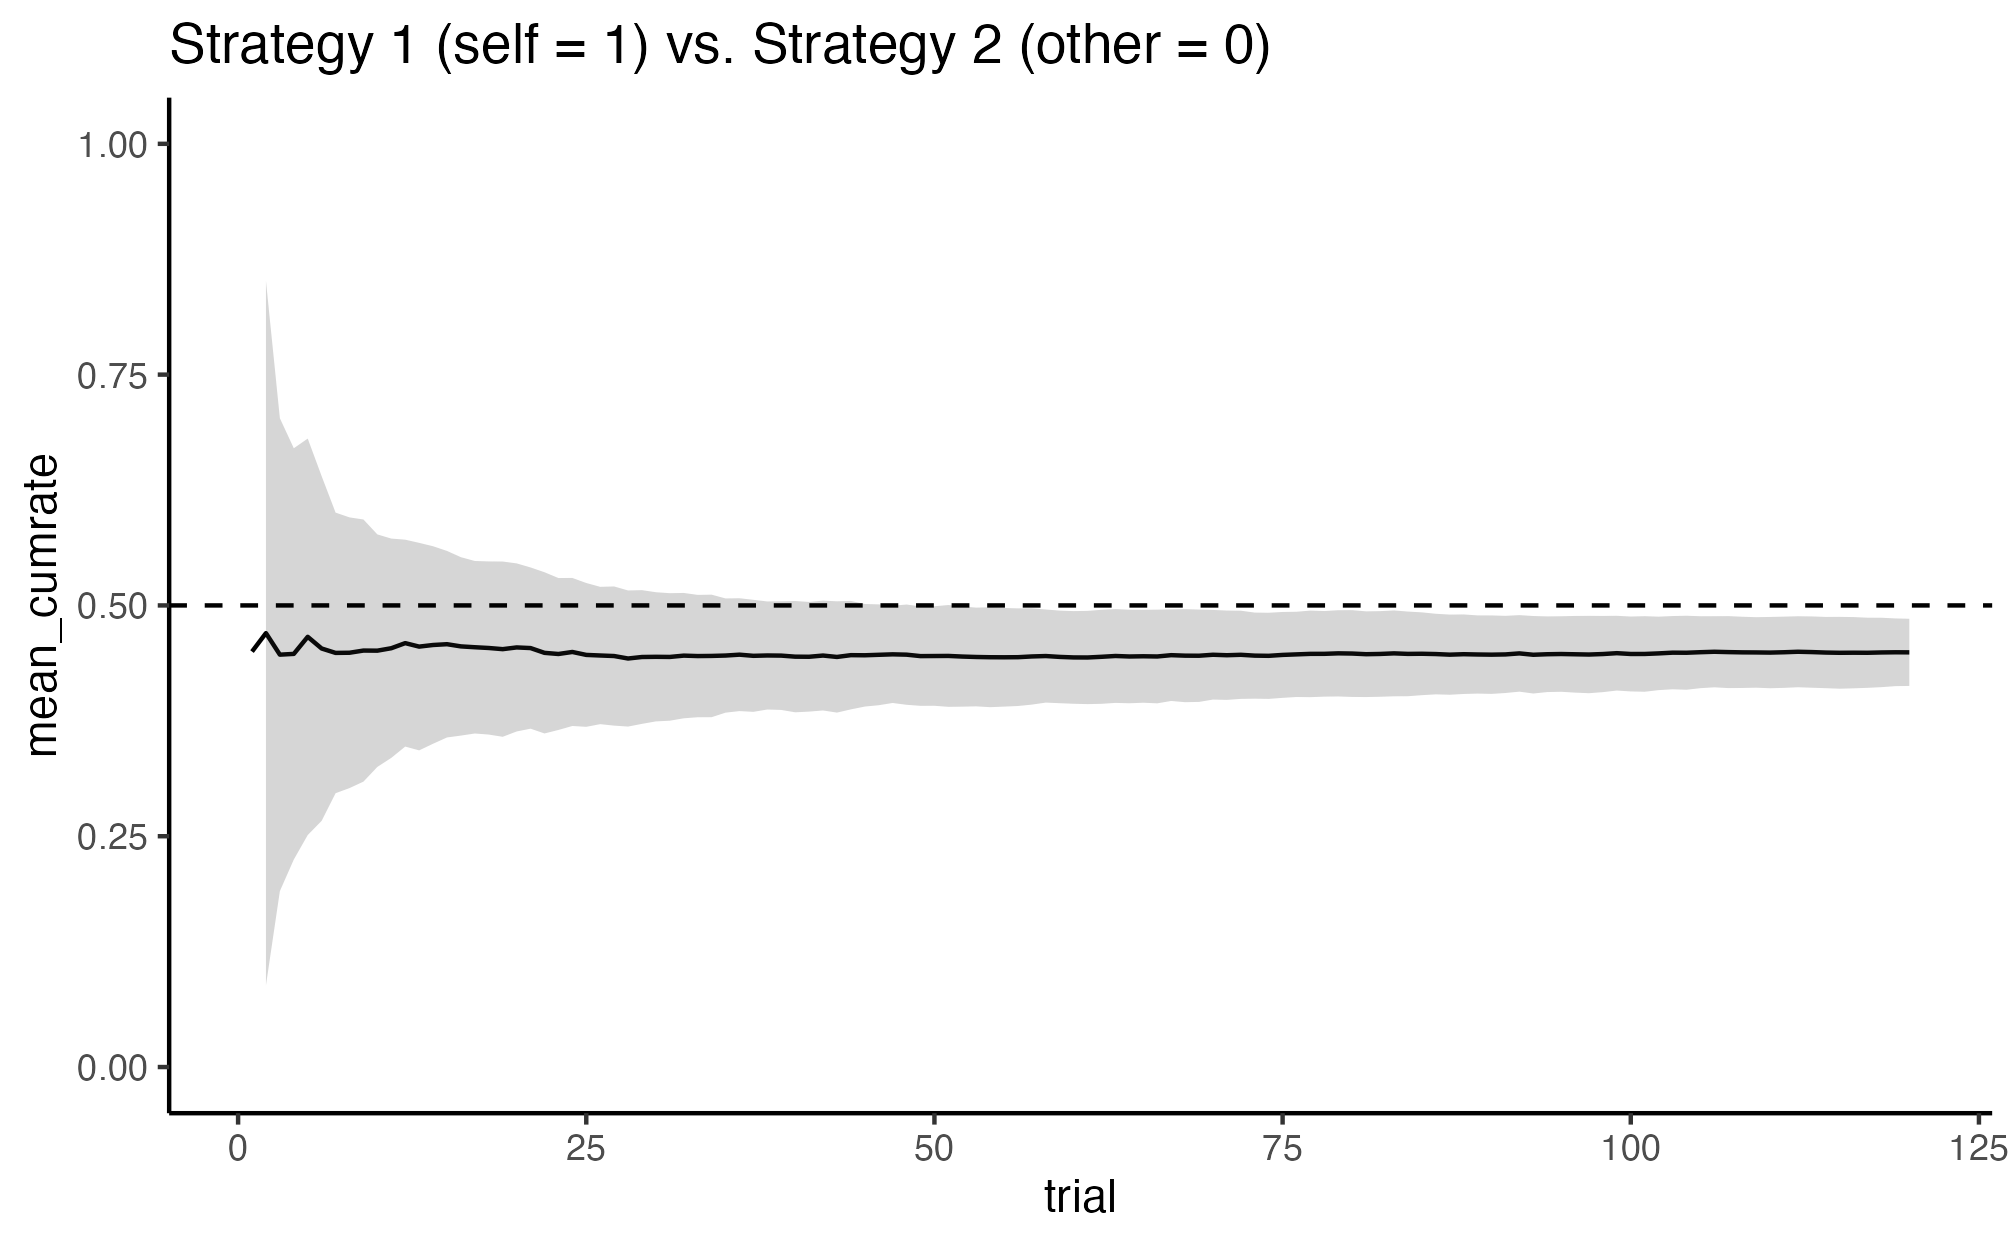 Strategy 1 (self = 1) vs. Strategy 2 (other = 0)
mean_cumrate
1.00
0.75
0.50
0.25
0.00
0 25 50 75 100 125
trial